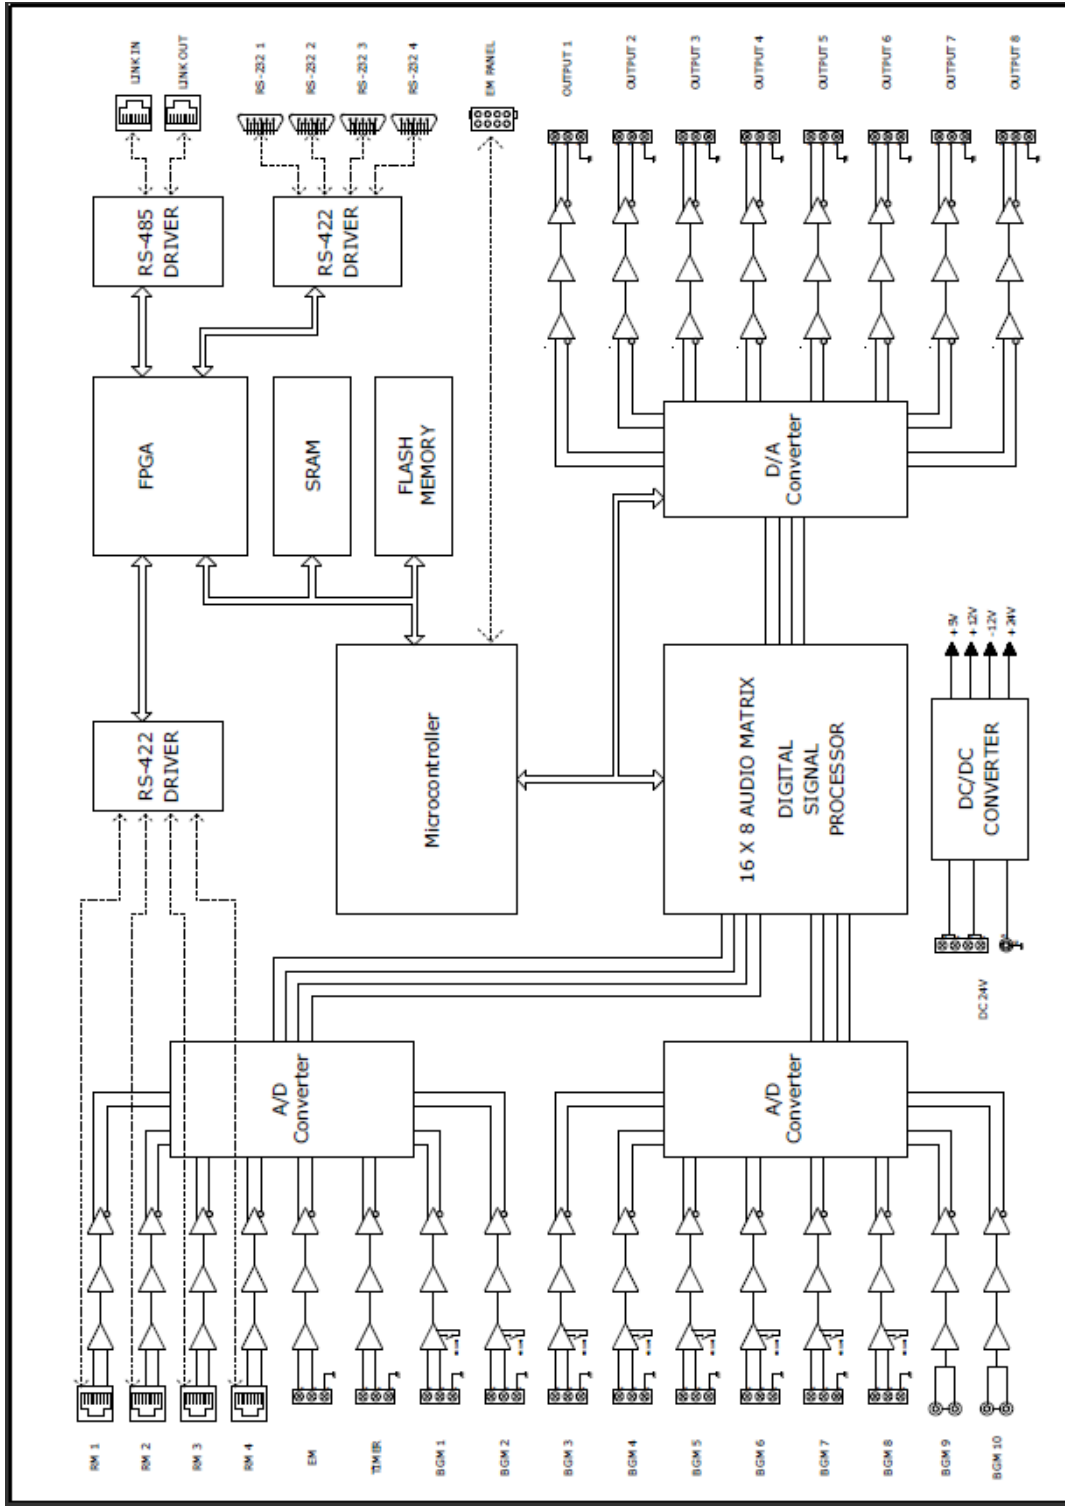 LINK IN
LINK OUT
RS-232 1
RS-232 2
RS-232 3
RS-232 4
EM PANEL
OUTPUT 1
OUTPUT 2
OUTPUT 3
OUTPUT 4
OUTPUT 5
OUTPUT 6
OUTPUT 7
OUTPUT 8
RS-485
DRIVER
RS-422
DRIVER
FPGA
SRAM
FLASH
MEMORY
D/A
Converter
RS-422
DRIVER
Microcontroller
16 X 8 AUDIO MATRIX
DIGITAL
SIGNAL
PROCESSOR
+5V
+12V
-12V
+24V
DC/DC
CONVERTER
DC 24V
A/D
Converter
A/D
Converter
RM 1
RM 2
RM 3
RM 4
EM
TIMER
BGM 1
BGM 2
BGM 3
BGM 4
BGM 5
BGM 6
BGM 7
BGM 8
BGM 9
BGM 10